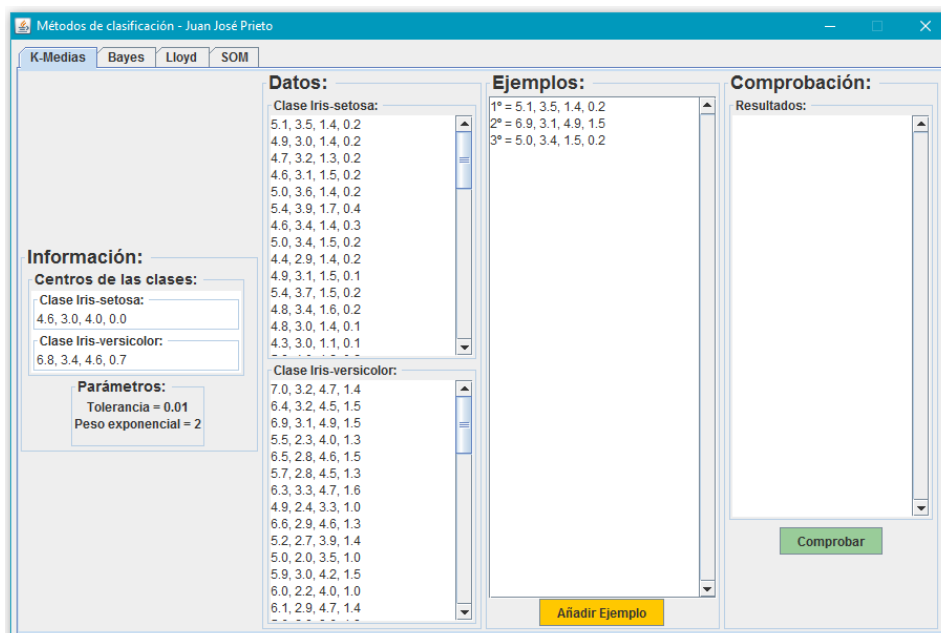 Métodos de clasificación - Juan José Prieto
K-Medias Bayes Lloyd SOM
Información:
Centros de las clases:
Clase Iris-setosa:
4.6, 3.0, 4.0, 0.0
Clase Iris-versicolor:
6.8, 3.4, 4.6, 0.7
Parámetros:
Tolerancia = 0.01
Peso exponencial = 2
Datos:
Clase Iris-setosa:
5.1, 3.5, 1.4, 0.2
4.9, 3.0, 1.4, 0.2
4.7, 3.2, 1.3, 0.2
4.6, 3.1, 1.5, 0.2
5.0, 3.6, 1.4, 0.2
5.4, 3.9, 1.7, 0.4
4.6, 3.4, 1.4, 0.3
5.0, 3.4, 1.5, 0.2
4.4, 2.9, 1.4, 0.2
4.9, 3.1, 1.5, 0.1
5.4, 3.7, 1.5, 0.2
4.8, 3.4, 1.6, 0.2
4.8, 3.0, 1.4, 0.1
4.3, 3.0, 1.1, 0.1
Clase Iris-versicolor:
7.0, 3.2, 4.7, 1.4
6.4, 3.2, 4.5, 1.5
6.9, 3.1, 4.9, 1.5
5.5, 2.3, 4.0, 1.3
6.5, 2.8, 4.6, 1.5
5.7, 2.8, 4.5, 1.3
6.3, 3.3, 4.7, 1.6
4.9, 2.4, 3.3, 1.0
6.6, 2.9, 4.6, 1.3
5.2, 2.7, 3.9, 1.4
5.0, 2.0, 3.5, 1.0
5.9, 3.0, 4.2, 1.5
6.0, 2.2, 4.0, 1.0
6.1, 2.9, 4.7, 1.4
Ejemplos:
1º = 5.1, 3.5, 1.4, 0.2
2º = 6.9, 3.1, 4.9, 1.5
3º = 5.0, 3.4, 1.5, 0.2
Añadir Ejemplo
Comprobación:
Resultados:
Comprobar